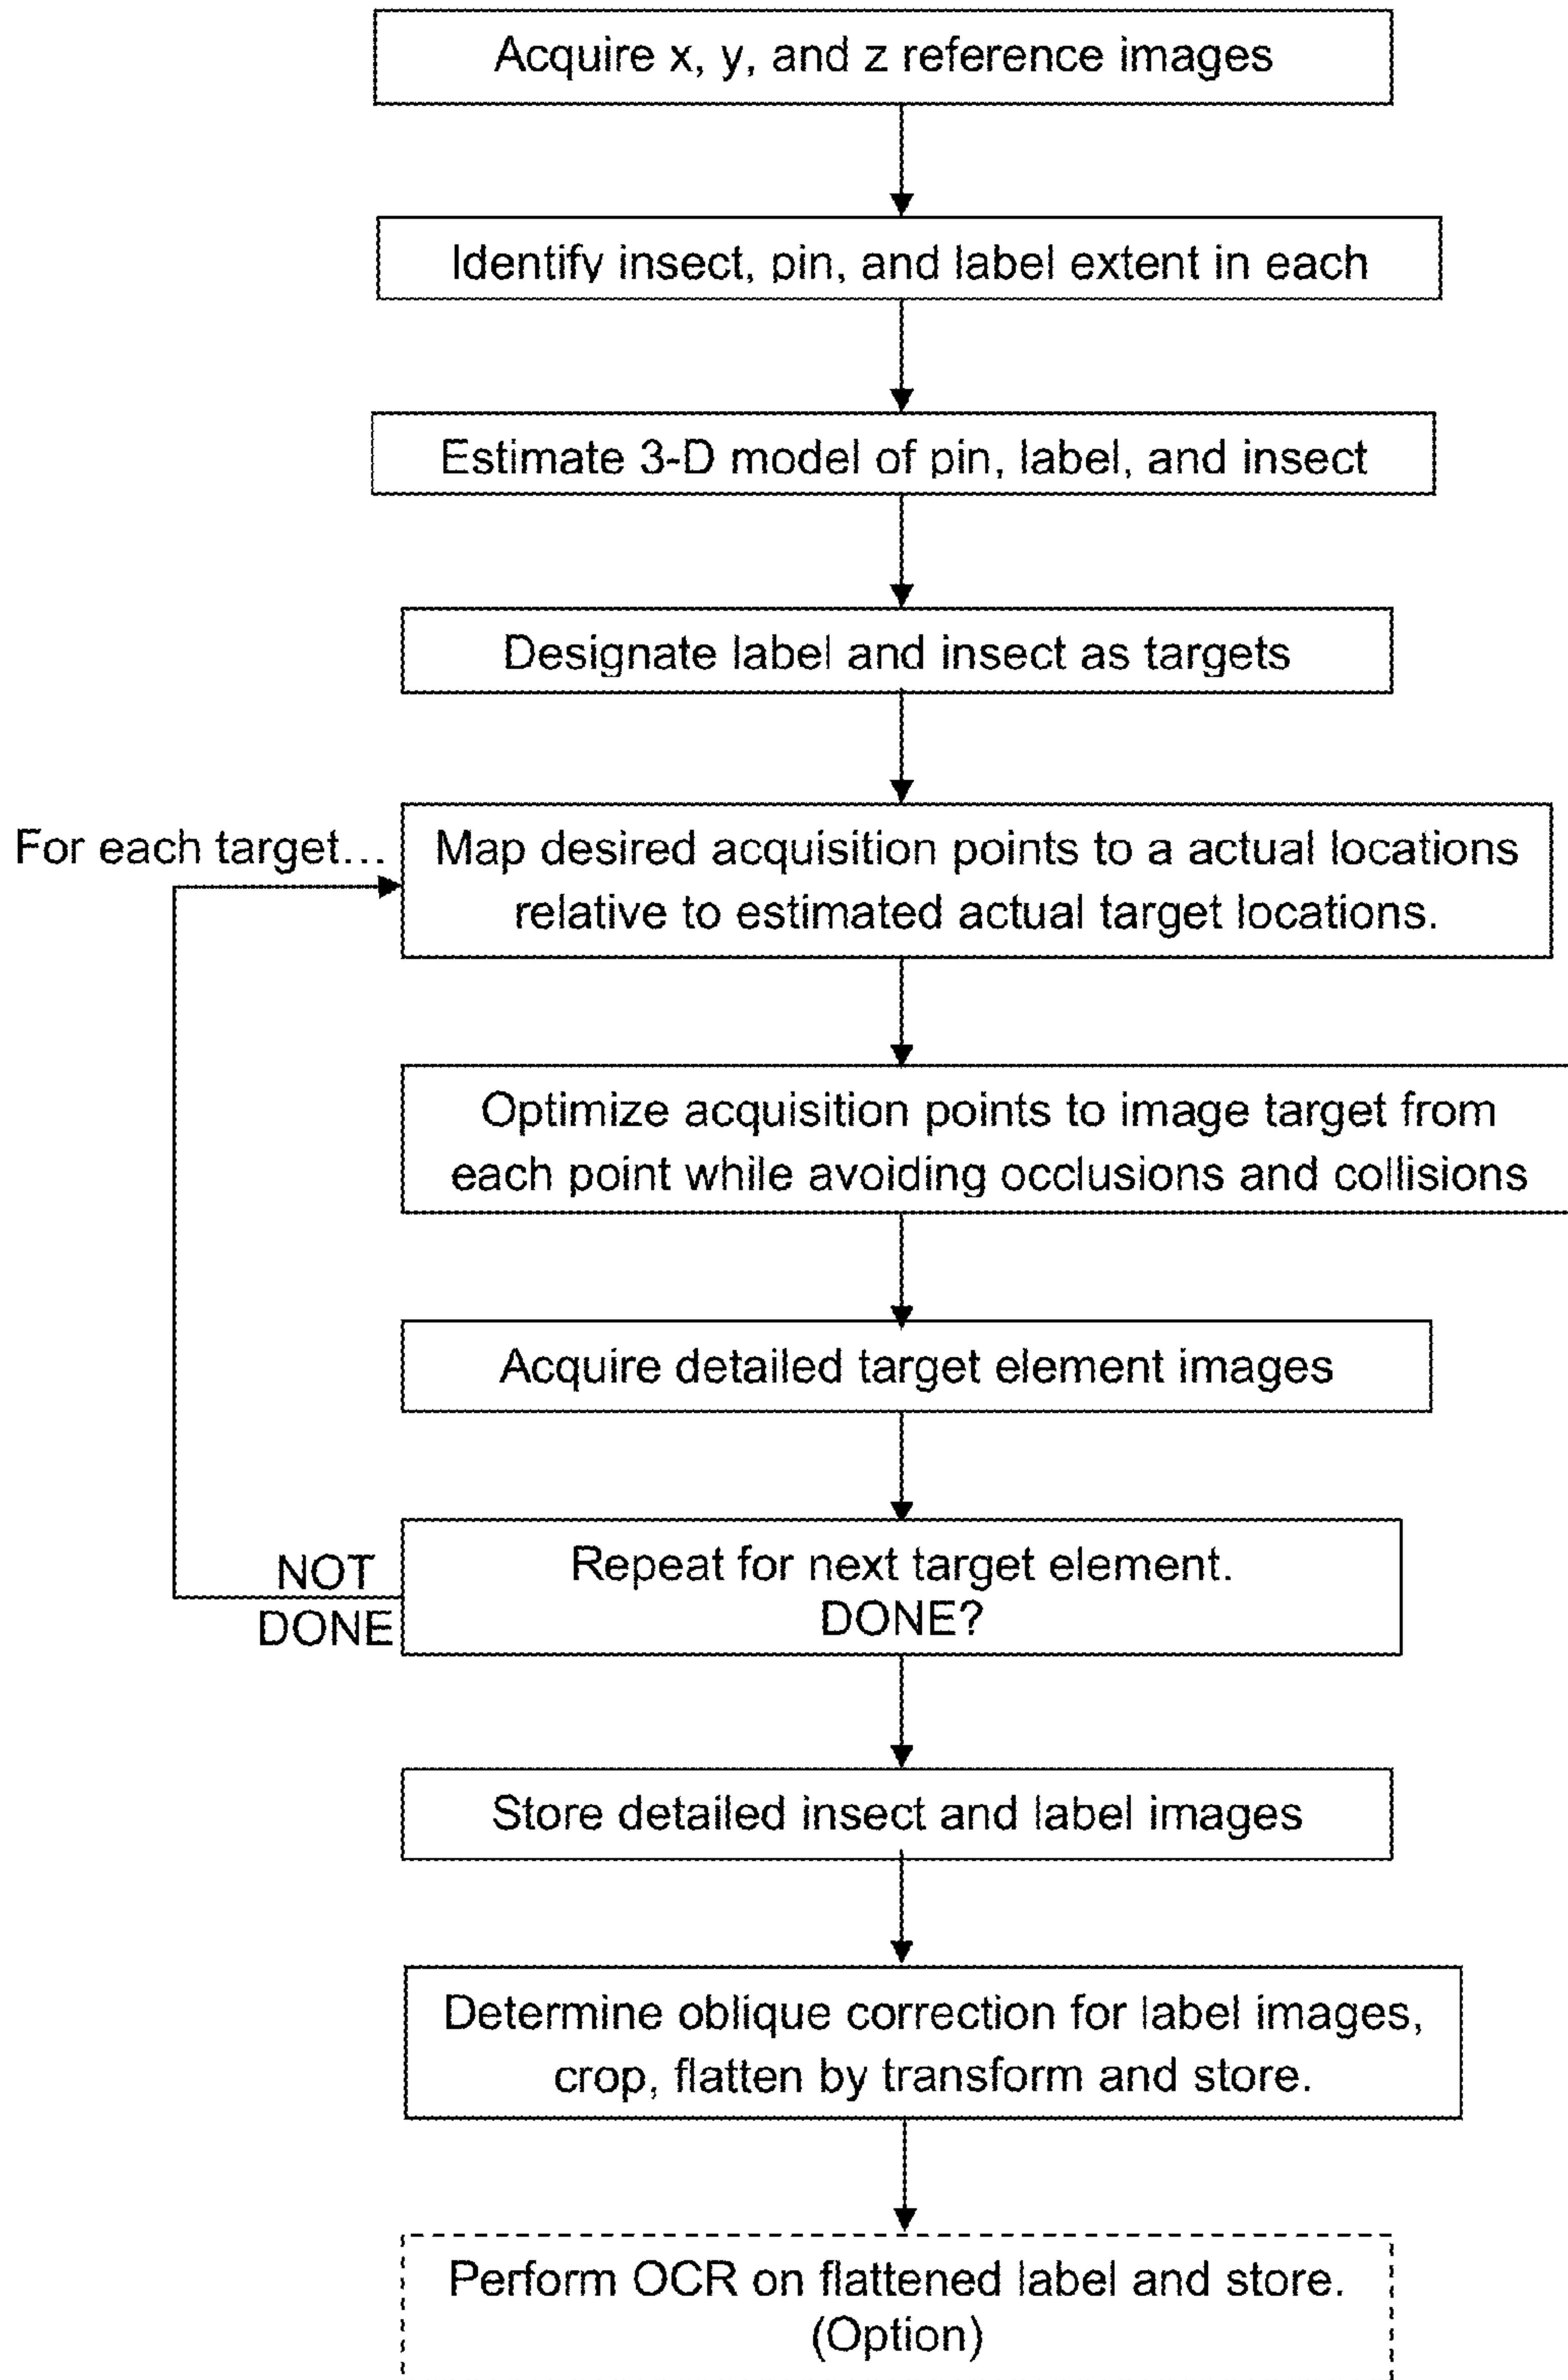 Acquire x, y, and z reference images
Identify insect, pin, and label extent in each
Estimate 3-D model of pin, label, and insect
Designate label and insect as targets
For each target...
Map desired acquisition points to a actual locations
relative to estimated actual target locations.
Optimize acquisition points to image target from
each point while avoiding occlusions and collisions
Acquire detailed target element images
Repeat for next target element.
DONE?
NOT
DONE
Store detailed insect and label images
Determine oblique correction for label images,
crop, flatten by transform and store.
Perform OCR on flattened label and store.
(Option)